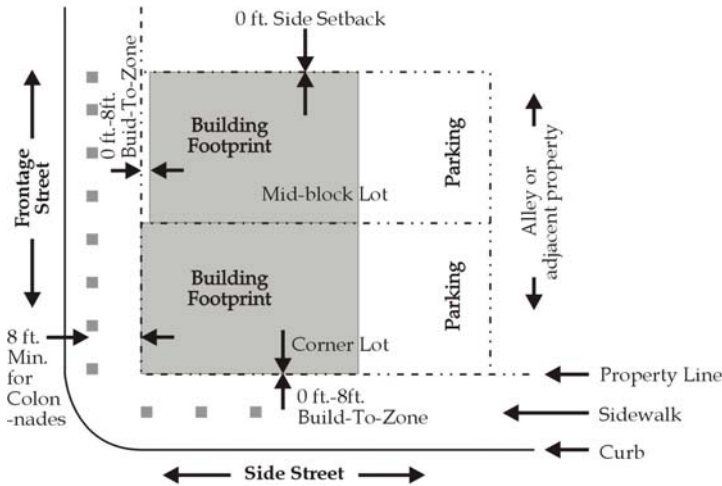 0 ft. Side Setback
0 ft.-8ft.
Buid-To-Zone
Building
Footprint
Parking
Mid-block Lot
Frontage
Street
Alley or
adjacent property
Building
Footprint
Parking
8 ft.
Min.
for
Colon
-nades
Corner Lot
0 ft.-8ft.
Build-To-Zone
Property Line
Sidewalk
Curb
Side Street